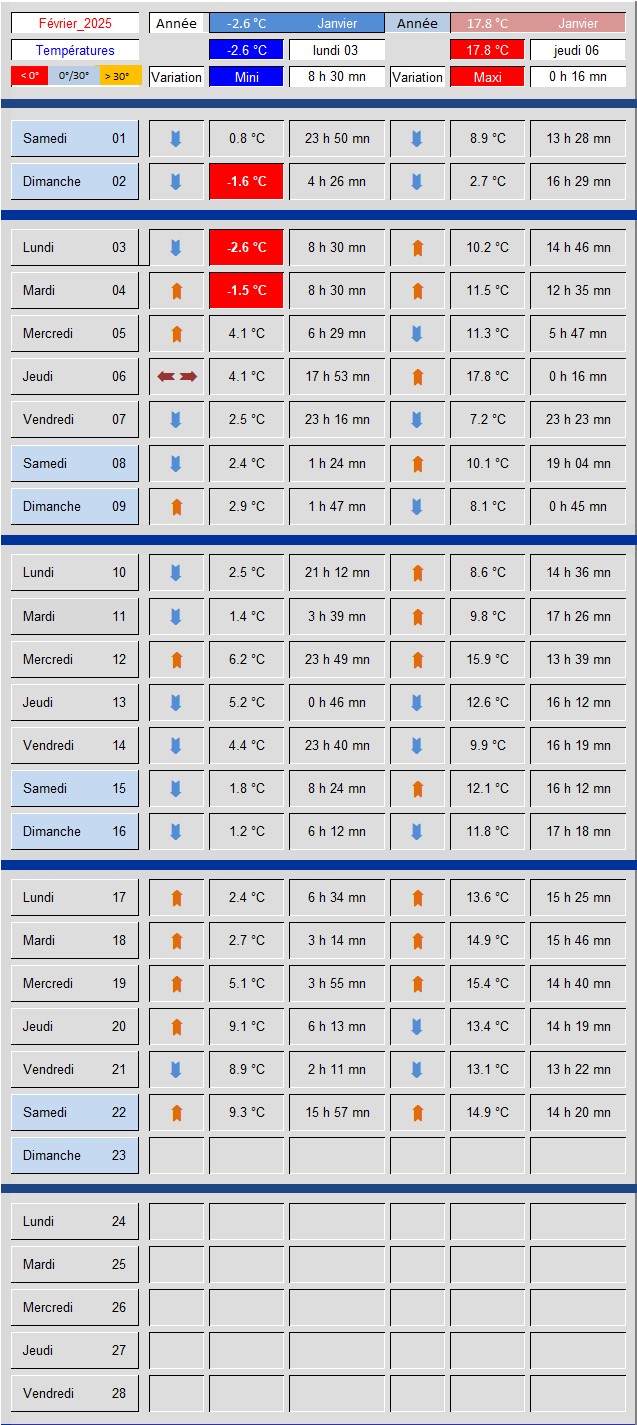 Février_2025 Année -2.6 °C Janvier Année 17.8 °C Janvier
Températures -2.6 °C lundi 03 17.8 °C jeudi 06
< 0° 0°/30° > 30° Variation Mini 8 h 30 mn Variation Maxi 0 h 16 mn
Samedi 01 0.8 °C 23 h 50 mn 8.9 °C 13 h 28 mn
Dimanche 02 -1.6 °C 4 h 26 mn 2.7 °C 16 h 29 mn
Lundi 03 -2.6 °C 8 h 30 mn 10.2 °C 14 h 46 mn
Mardi 04 -1.5 °C 8 h 30 mn 11.5 °C 12 h 35 mn
Mercredi 05 4.1 °C 6 h 29 mn 11.3 °C 5 h 47 mn
Jeudi 06 4.1 °C 17 h 53 mn 17.8 °C 0 h 16 mn
Vendredi 07 2.5 °C 23 h 16 mn 7.2 °C 23 h 23 mn
Samedi 08 2.4 °C 1 h 24 mn 10.1 °C 19 h 04 mn
Dimanche 09 2.9 °C 1 h 47 mn 8.1 °C 0 h 45 mn
Lundi 10 2.5 °C 21 h 12 mn 8.6 °C 14 h 36 mn
Mardi 11 1.4 °C 3 h 39 mn 9.8 °C 17 h 26 mn
Mercredi 12 6.2 °C 23 h 49 mn 15.9 °C 13 h 39 mn
Jeudi 13 5.2 °C 0 h 46 mn 12.6 °C 16 h 12 mn
Vendredi 14 4.4 °C 23 h 40 mn 9.9 °C 16 h 19 mn
Samedi 15 1.8 °C 8 h 24 mn 12.1 °C 16 h 12 mn
Dimanche 16 1.2 °C 6 h 12 mn 11.8 °C 17 h 18 mn
Lundi 17 2.4 °C 6 h 34 mn 13.6 °C 15 h 25 mn
Mardi 18 2.7 °C 3 h 14 mn 14.9 °C 15 h 46 mn
Mercredi 19 5.1 °C 3 h 55 mn 15.4 °C 14 h 40 mn
Jeudi 20 9.1 °C 6 h 13 mn 13.4 °C 14 h 19 mn
Vendredi 21 8.9 °C 2 h 11 mn 13.1 °C 13 h 22 mn
Samedi 22 9.3 °C 15 h 57 mn 14.9 °C 14 h 20 mn
Dimanche 23
Lundi 24
Mardi 25
Mercredi 26
Jeudi 27
Vendredi 28